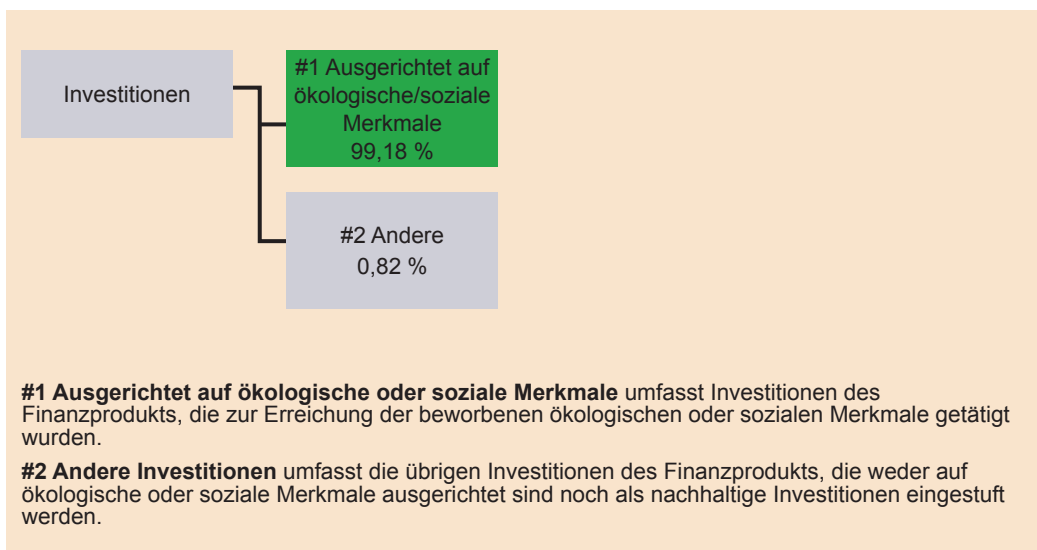 Investitionen
#1 Ausgerichtet auf
ökologische/soziale
Merkmale
99,18 %
#2 Andere
0,82 %
#1 Ausgerichtet auf ökologische oder soziale Merkmale umfasst Investitionen des
Finanzprodukts, die zur Erreichung der beworbenen ökologischen oder sozialen Merkmale getätigt
wurden.
#2 Andere Investitionen umfasst die übrigen Investitionen des Finanzprodukts, die weder auf
ökologische oder soziale Merkmale ausgerichtet sind noch als nachhaltige Investitionen eingestuft
werden.